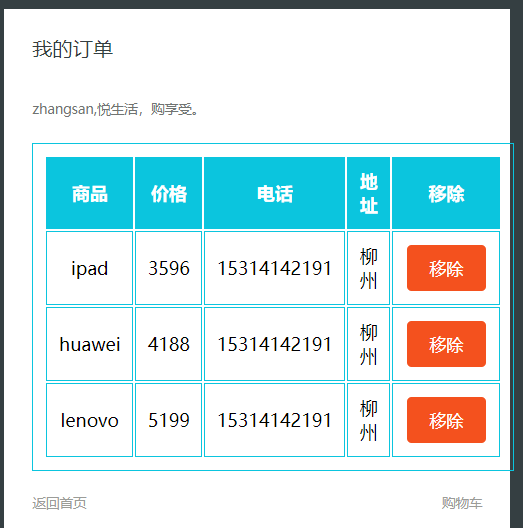 我的订单
zhangsan,悦生活，购享受。
商品 价格 电话 地址 移除
ipad 3596 15314142191 柳州 移除
huawei 4188 15314142191 柳州 移除
lenovo 5199 15314142191 柳州 移除
返回首页 购物车